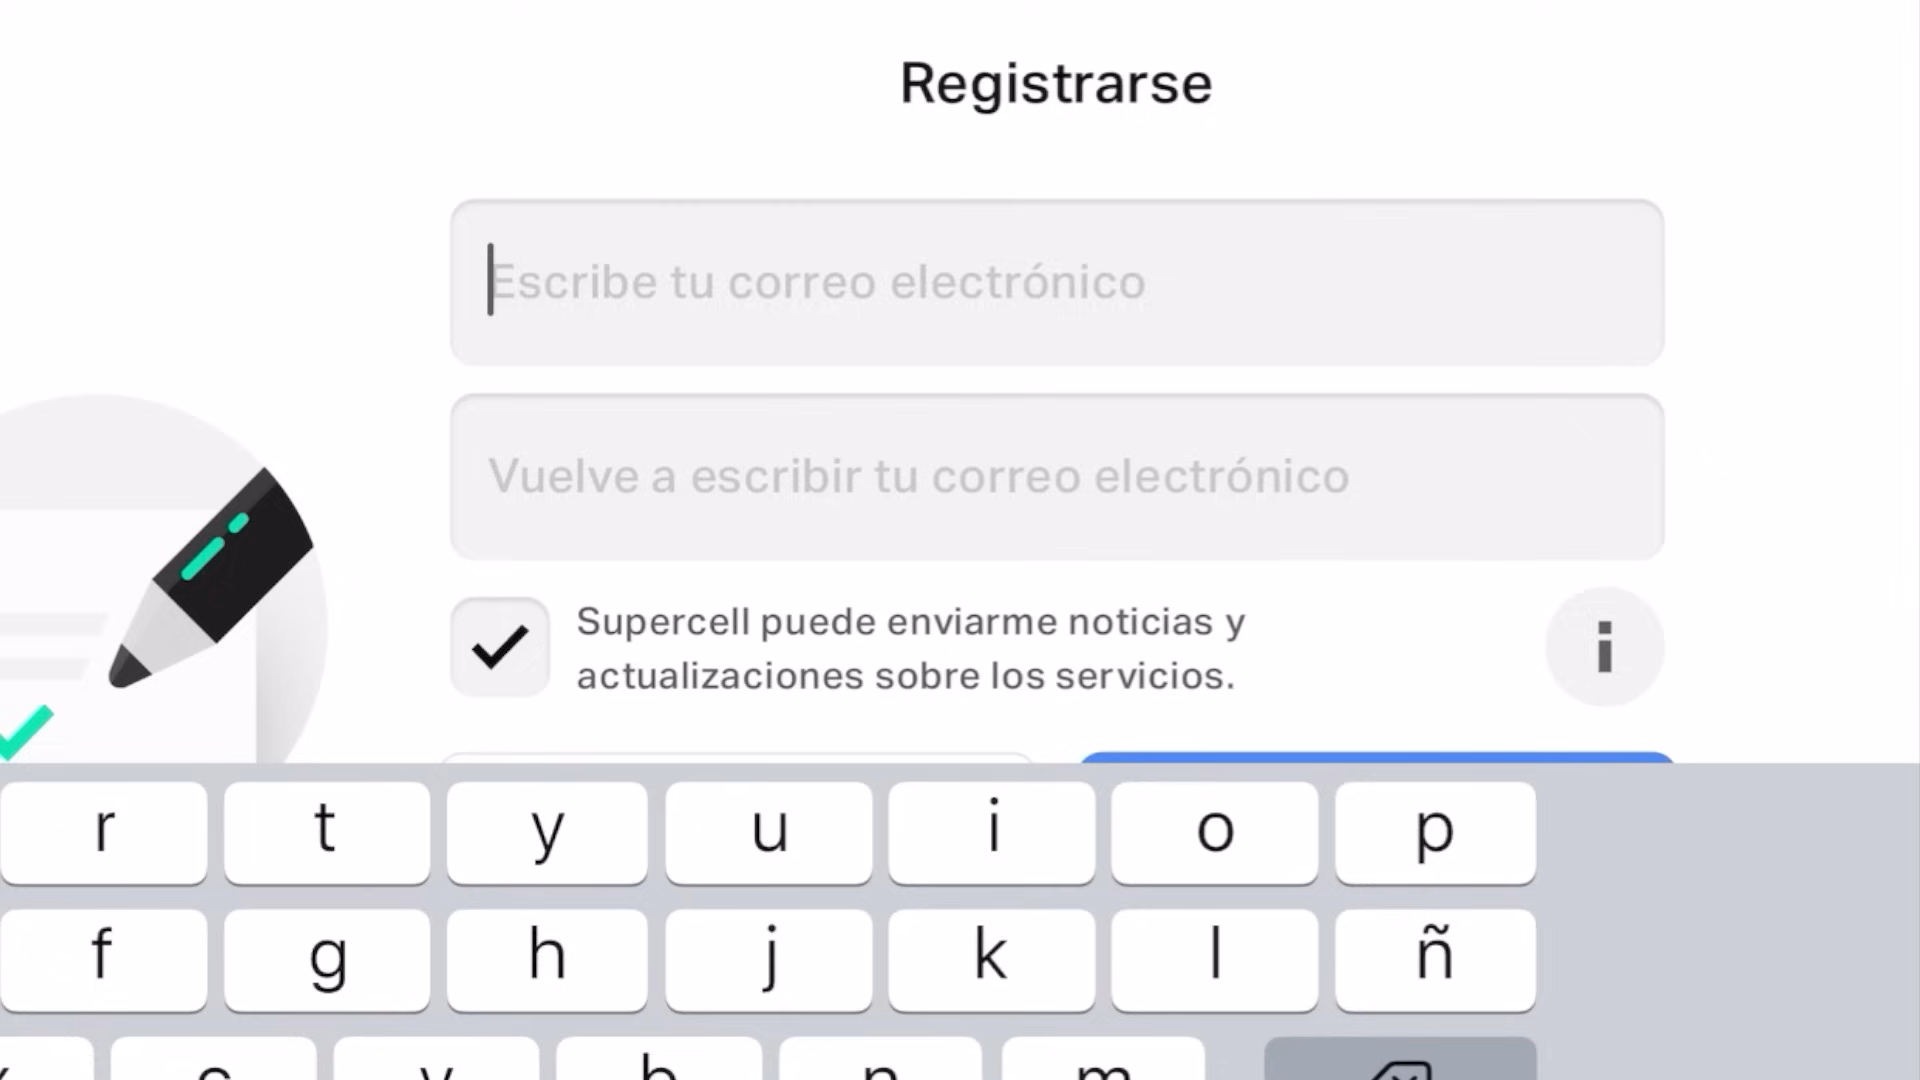 Registrarse
Escribe tu correo electrónico
Vuelve a escribir tu correo electrónico
Supercell puede enviarme noticias y
actualizaciones sobre los servicios.
i
r t y u i o p
f g h j k l ñ
x c v b n m